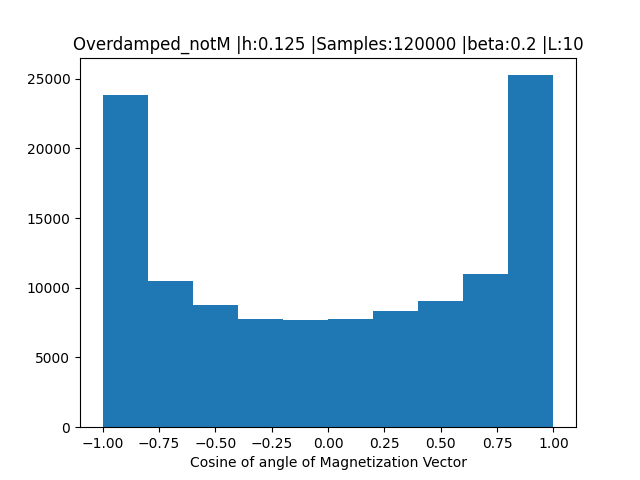 Overdamped_notM |h:0.125 |Samples:120000 |beta:0.2 |L:10
25000
20000
15000
10000
5000
0
−1.00 −0.75 −0.50 −0.25 0.00 0.25 0.50 0.75 1.00
Cosine of angle of Magnetization Vector